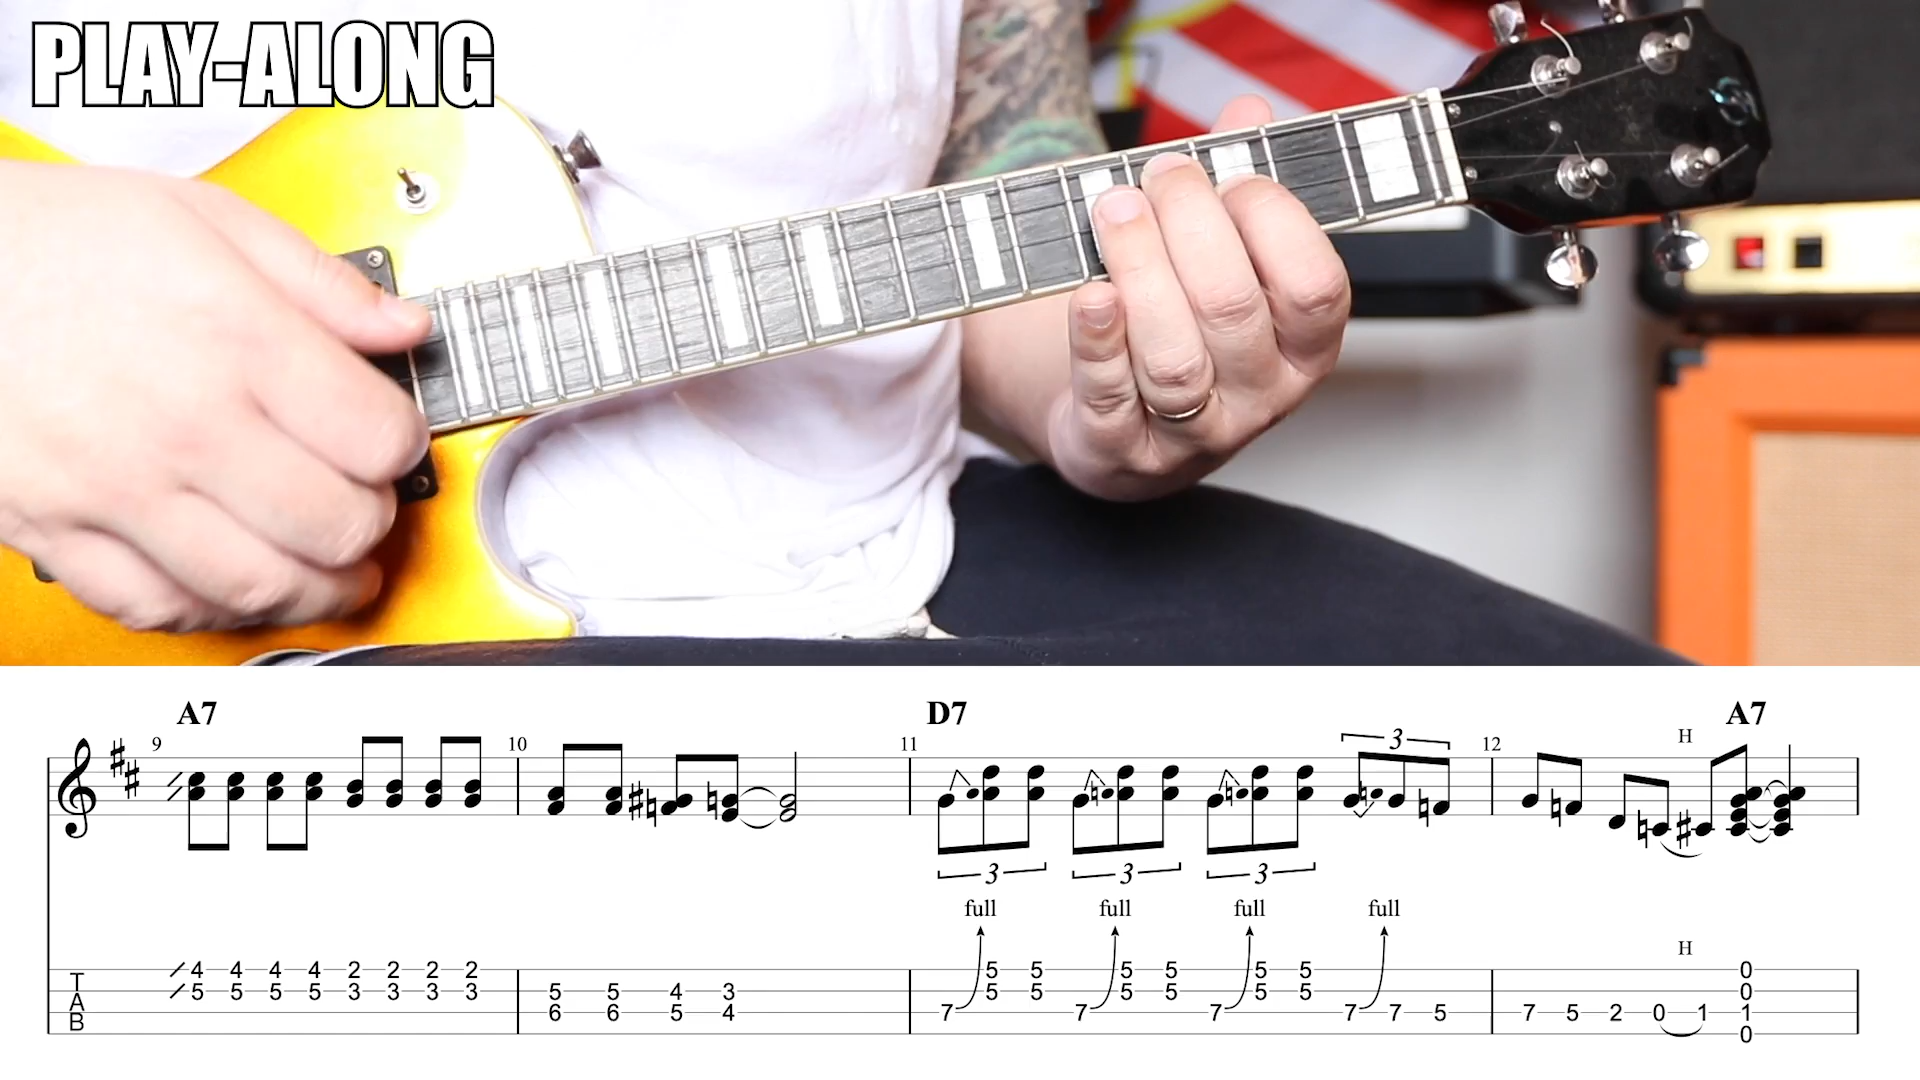 PLAY-ALONG
A7 D7 A7
9 10 11 12
3 H
3 3 3
full full full full
H
T 4 4 4 4 2 2 2 2 5 5 5 5 5 5 0
A 5 5 5 5 3 3 3 3 5 5 4 3 5 5 5 5 5 5 0
B 6 6 5 4 7 7 7 7 7 5 7 5 2 0 1 1
0